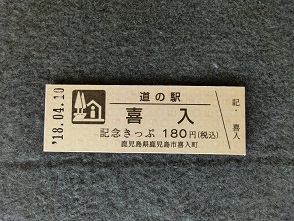 '18.04.10
道の駅
喜入
記念きっぷ 180円(税込)
鹿児島県鹿児島市喜入町
記・喜入